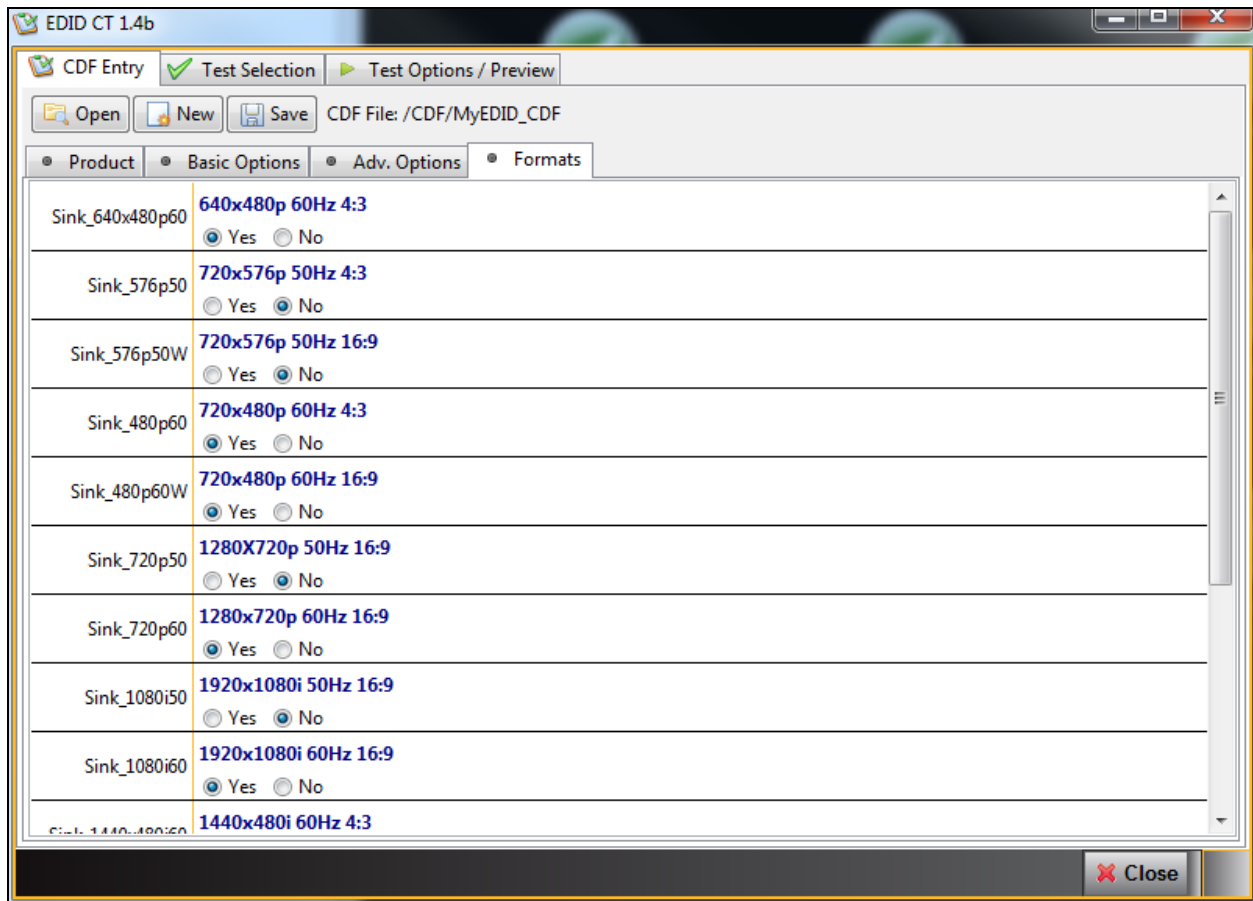 EDID CT 1.4b
CDF Entry Test Selection Test Options / Preview
Open New Save CDF File: /CDF/MyEDID_CDF
Product Basic Options Adv. Options Formats
Sink_640x480p60 640x480p 60Hz 4:3
Yes No
Sink_576p50 720x576p 50Hz 4:3
Yes No
Sink_576p50W 720x576p 50Hz 16:9
Yes No
Sink_480p60 720x480p 60Hz 4:3
Yes No
Sink_480p60W 720x480p 60Hz 16:9
Yes No
Sink_720p50 1280X720p 50Hz 16:9
Yes No
Sink_720p60 1280x720p 60Hz 16:9
Yes No
Sink_1080i50 1920x1080i 50Hz 16:9
Yes No
Sink_1080i60 1920x1080i 60Hz 16:9
Yes No
1440x480i 60Hz 4:3
Close